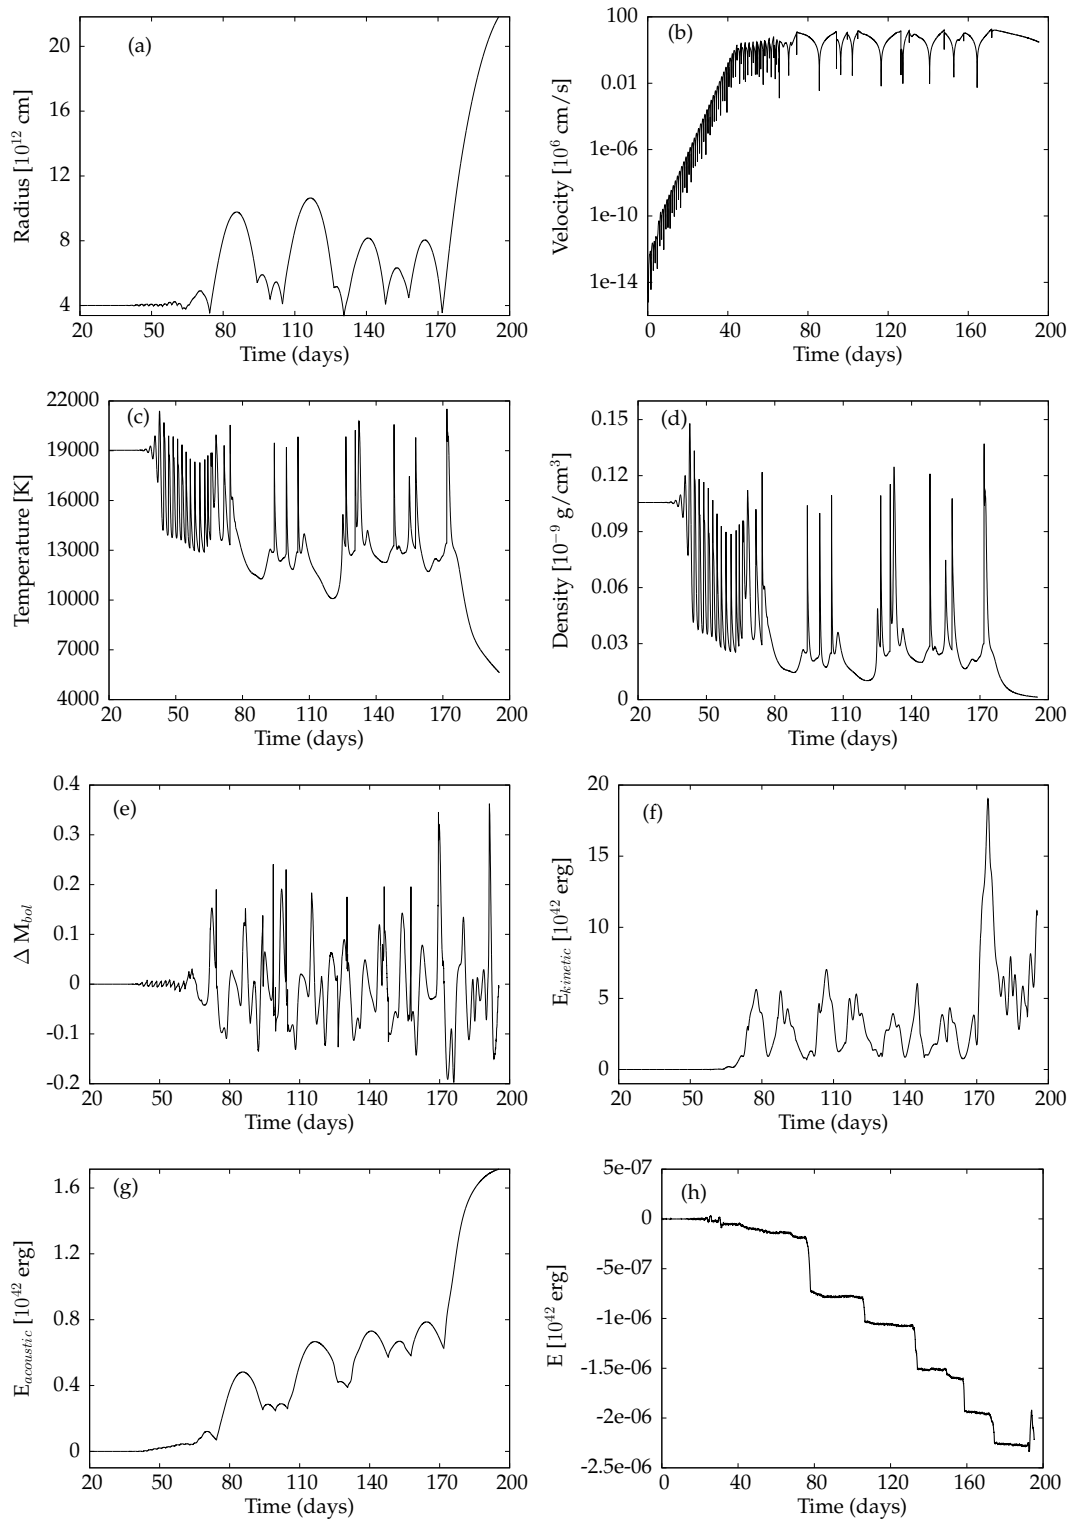 (a)
Radius [10^12 cm]
20
16
12
8
4
20 50 80 110 140 170 200
Time (days)
(b)
Velocity [10^6 cm/s]
100
0.01
1e-06
1e-10
1e-14
0 40 80 120 160 200
Time (days)
(c)
Temperature [K]
22000
19000
16000
13000
10000
7000
4000
20 50 80 110 140 170 200
Time (days)
(d)
Density [10^−9 g/cm^3]
0.15
0.12
0.09
0.06
0.03
0
20 50 80 110 140 170 200
Time (days)
(e)
Δ M_bol
0.4
0.3
0.2
0.1
0
-0.1
-0.2
20 50 80 110 140 170 200
Time (days)
(f)
E_kinetic [10^42 erg]
20
15
10
5
0
20 50 80 110 140 170 200
Time (days)
(g)
E_acoustic [10^42 erg]
1.6
1.2
0.8
0.4
0
20 50 80 110 140 170 200
Time (days)
(h)
E [10^42 erg]
5e-07
0
-5e-07
-1e-06
-1.5e-06
-2e-06
-2.5e-06
0 40 80 120 160 200
Time (days)